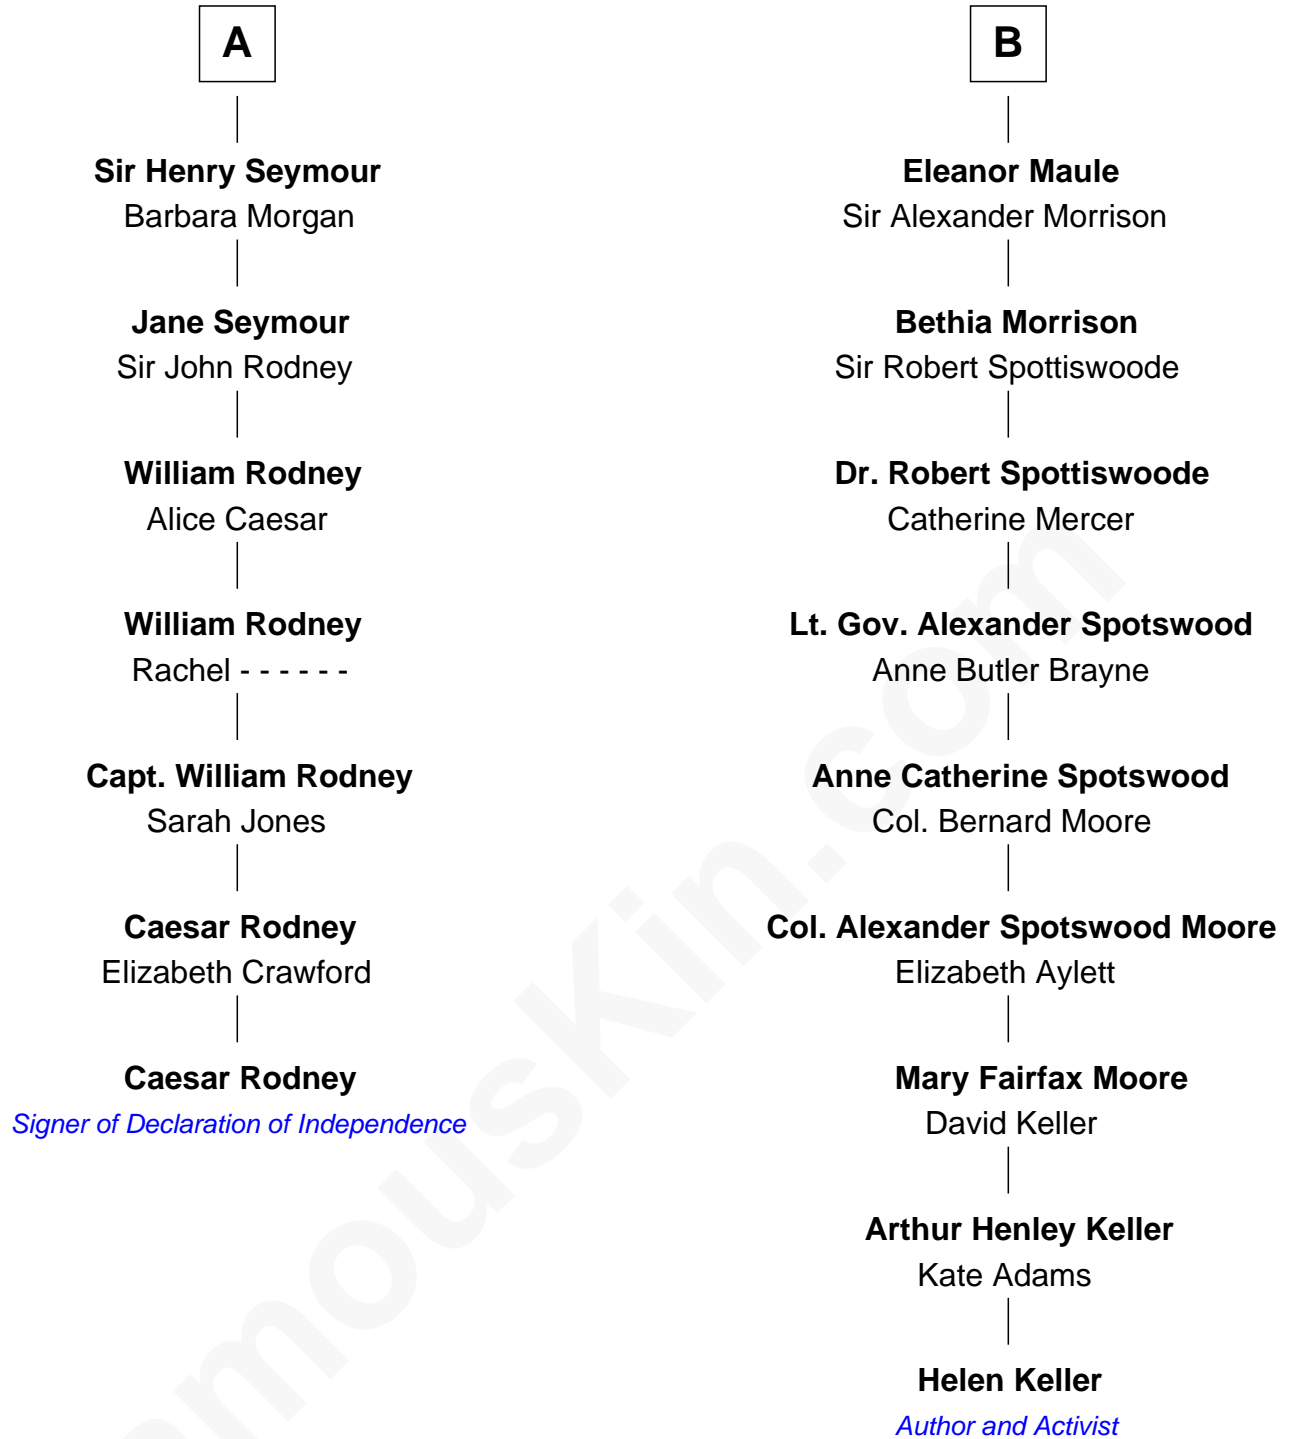 A
Sir Henry Seymour
Barbara Morgan
Jane Seymour
Sir John Rodney
William Rodney
Alice Caesar
William Rodney
Rachel - - - - - -
Capt. William Rodney
Sarah Jones
Caesar Rodney
Elizabeth Crawford
Caesar Rodney
Signer of Declaration of Independence
B
Eleanor Maule
Sir Alexander Morrison
Bethia Morrison
Sir Robert Spottiswoode
Dr. Robert Spottiswoode
Catherine Mercer
Lt. Gov. Alexander Spotswood
Anne Butler Brayne
Anne Catherine Spotswood
Col. Bernard Moore
Col. Alexander Spotswood Moore
Elizabeth Aylett
Mary Fairfax Moore
David Keller
Arthur Henley Keller
Kate Adams
Helen Keller
Author and Activist
amousKin.com